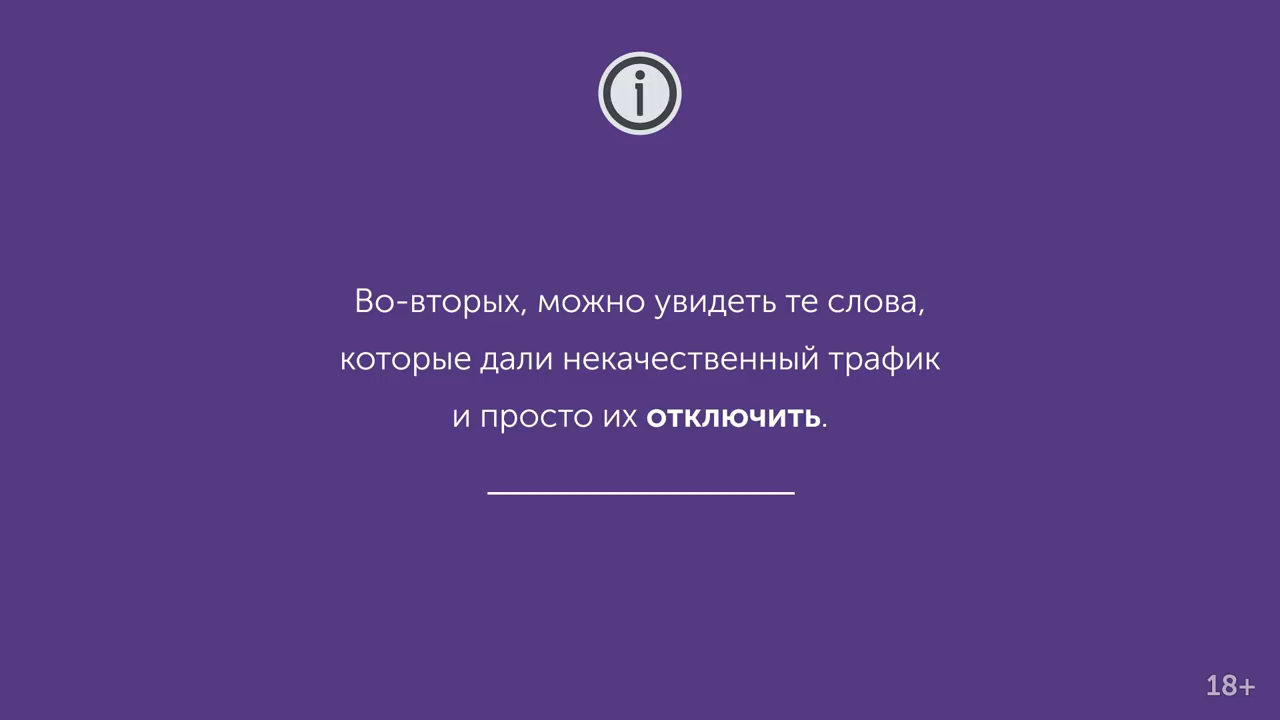 Во-вторых, можно увидеть те слова,
которые дали некачественный трафик
и просто их отключить.
18+